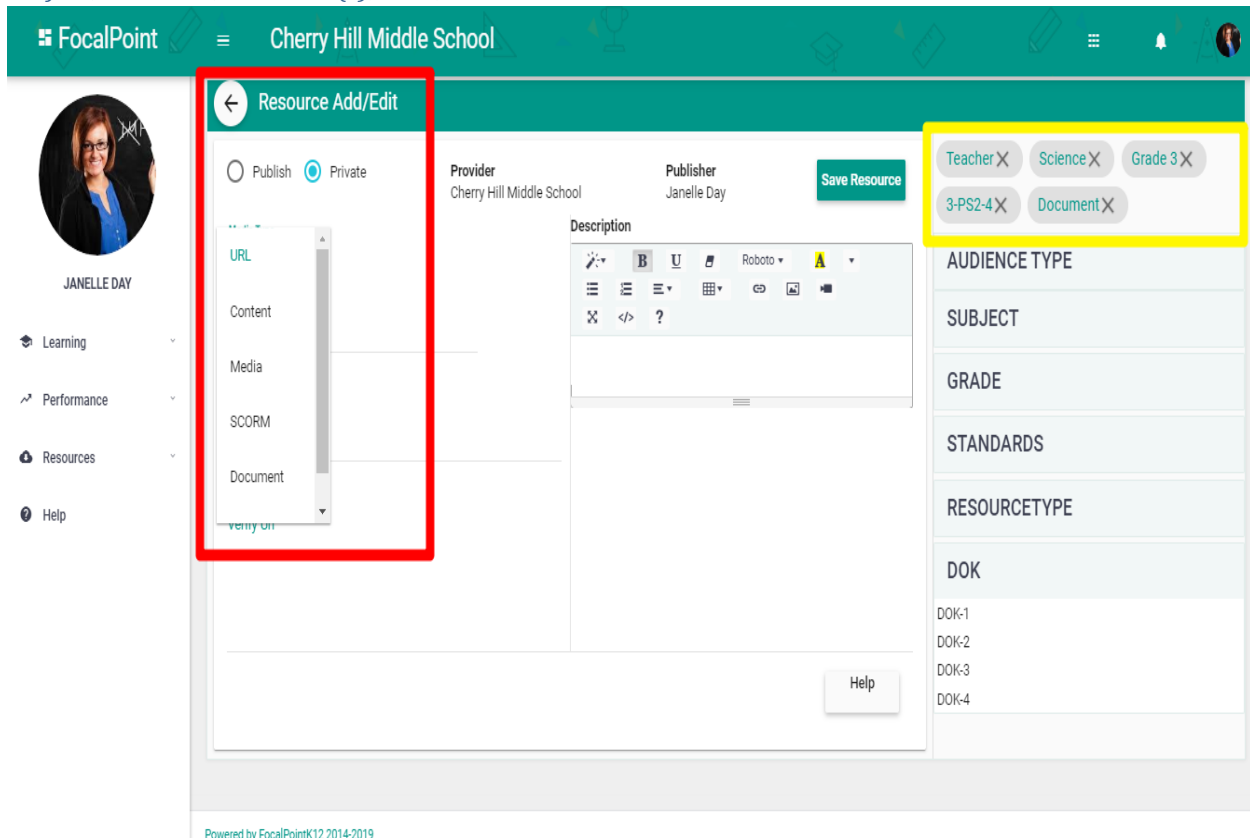 FocalPoint
Cherry Hill Middle School
Resource Add/Edit
Publish Private
Provider
Cherry Hill Middle School
Publisher
Janelle Day
Save Resource
Teacher Science Grade 3
3-PS2-4 Document
JANELLE DAY
Learning
Performance
Resources
Help
URL
Content
Media
SCORM
Document
Verify On
Description
B U Roboto A
</> ?
AUDIENCE TYPE
SUBJECT
GRADE
STANDARDS
RESOURCETYPE
DOK
DOK-1
DOK-2
DOK-3
DOK-4
Help
Powered by FocalPointK12 2014-2019